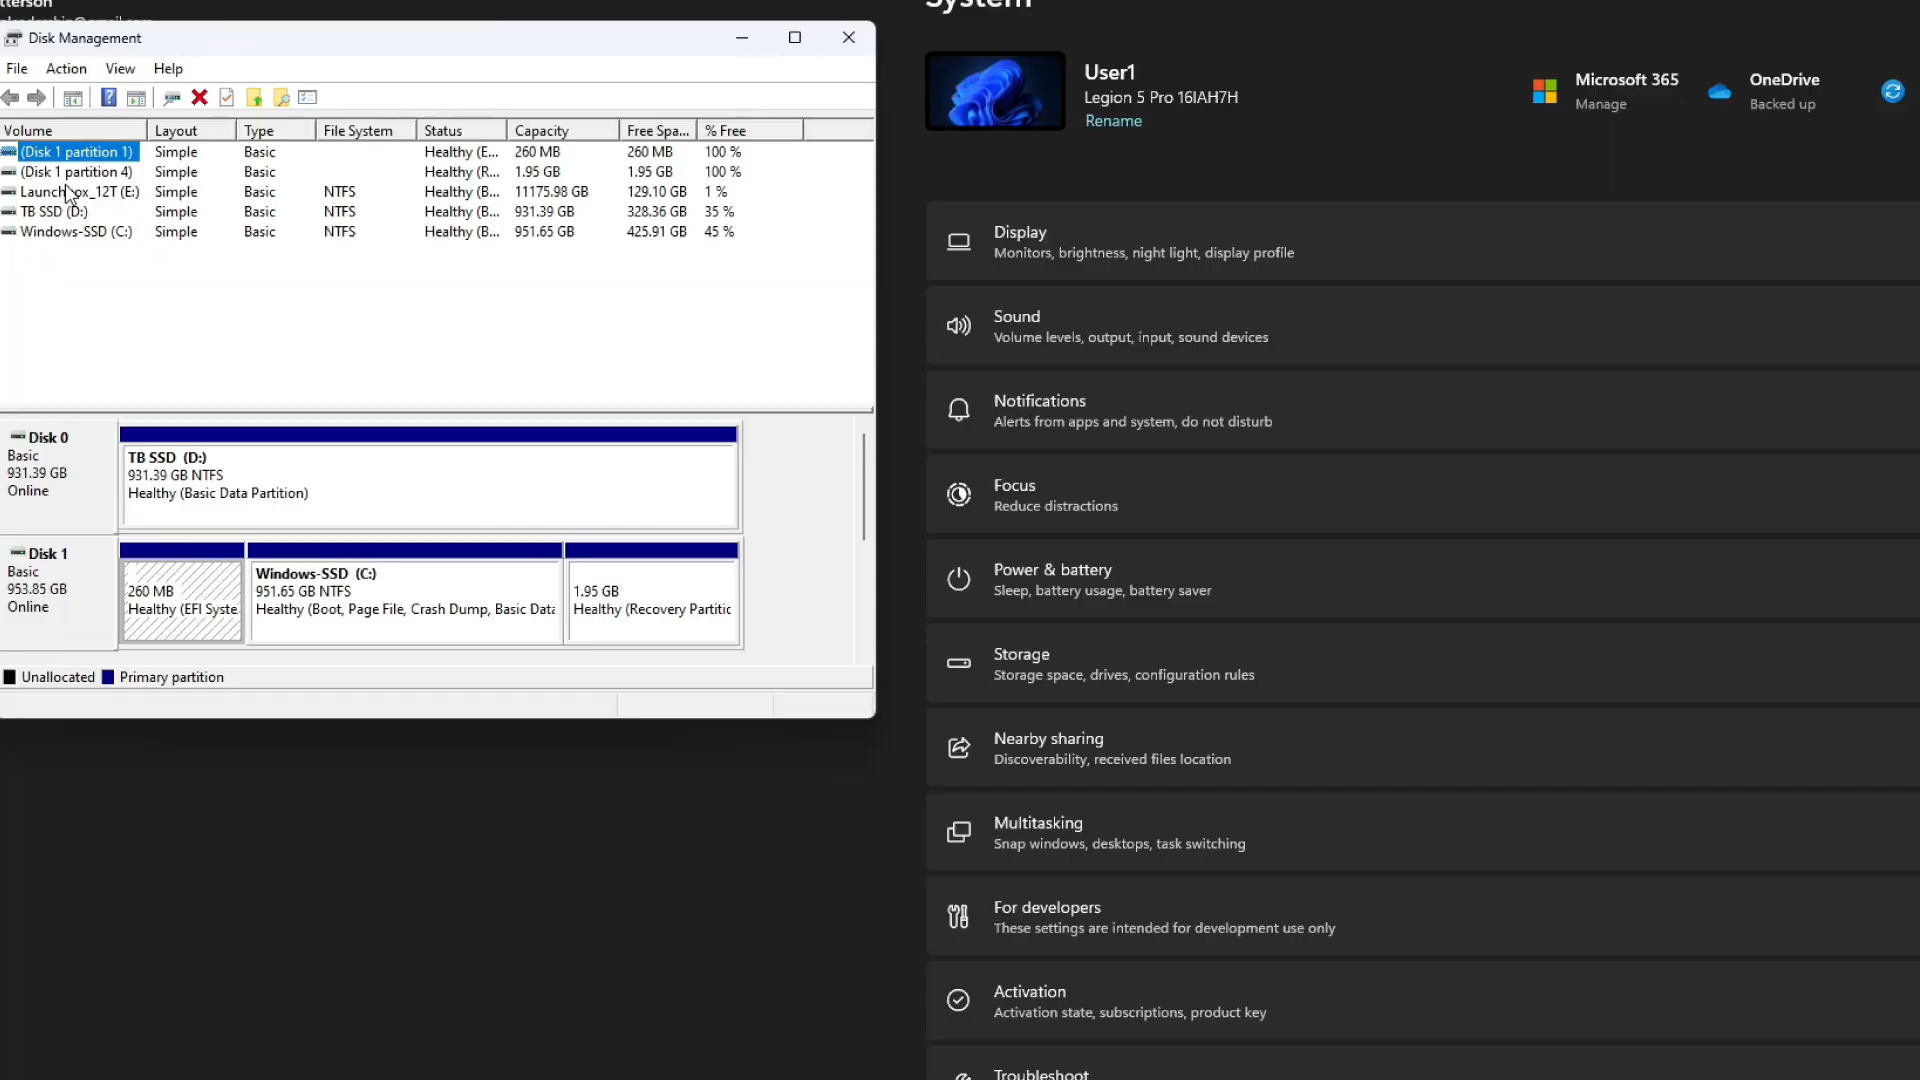 tterson
System
Disk Management
File Action View Help
Volume Layout Type File System Status Capacity Free Spa... % Free
(Disk 1 partition 1) Simple Basic Healthy (E... 260 MB 260 MB 100 %
(Disk 1 partition 4) Simple Basic Healthy (R... 1.95 GB 1.95 GB 100 %
(E:) Simple Basic NTFS Healthy (B... 11175.98 GB 129.10 GB 1 %
TB SSD (D:) Simple Basic NTFS Healthy (B... 931.39 GB 328.36 GB 35 %
Windows-SSD (C:) Simple Basic NTFS Healthy (B... 951.65 GB 425.91 GB 45 %
Disk 0
Basic
931.39 GB
Online
TB SSD (D:)
931.39 GB NTFS
Healthy (Basic Data Partition)
Disk 1
Basic
953.85 GB
Online
260 MB
Healthy (EFI Syste
Windows-SSD (C:)
951.65 GB NTFS
Healthy (Boot, Page File, Crash Dump, Basic Data
1.95 GB
Healthy (Recovery Partitic
Unallocated Primary partition
User1
Legion 5 Pro 16IAH7H
Rename
Microsoft 365
Manage
OneDrive
Backed up
Display
Monitors, brightness, night light, display profile
Sound
Volume levels, output, input, sound devices
Notifications
Alerts from apps and system, do not disturb
Focus
Reduce distractions
Power & battery
Sleep, battery usage, battery saver
Storage
Storage space, drives, configuration rules
Nearby sharing
Discoverability, received files location
Multitasking
Snap windows, desktops, task switching
For developers
These settings are intended for development use only
Activation
Activation state, subscriptions, product key
Troubleshoot